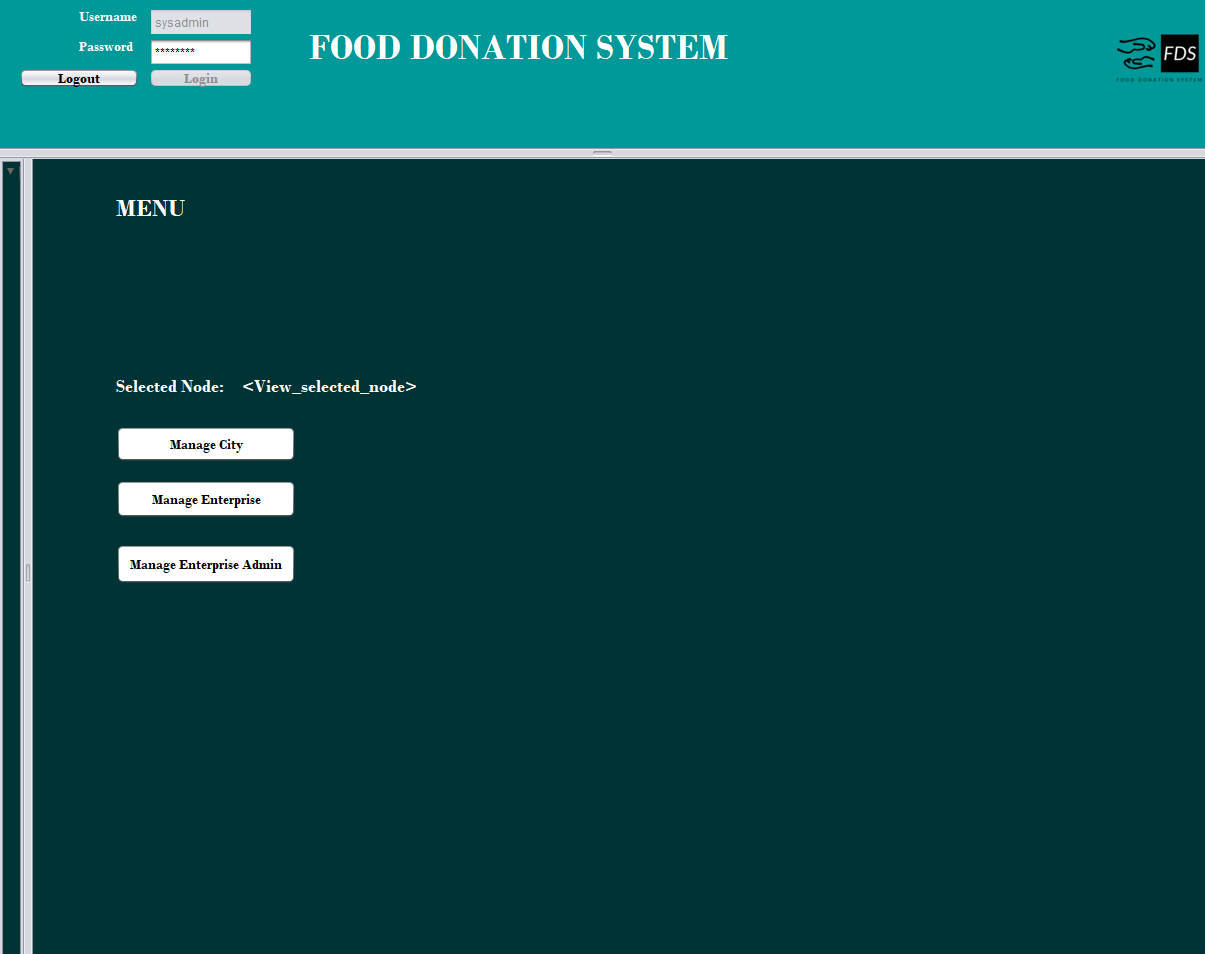 Username sysadmin
Password ********
Logout Login
FOOD DONATION SYSTEM
FDS
FOOD DONATION SYSTEM
MENU
Selected Node: <View_selected_node>
Manage City
Manage Enterprise
Manage Enterprise Admin